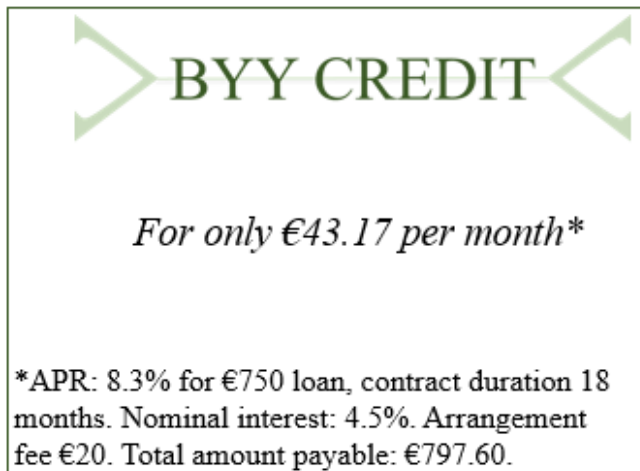 BYY CREDIT
For only €43.17 per month*
*APR: 8.3% for €750 loan, contract duration 18
months. Nominal interest: 4.5%. Arrangement
fee €20. Total amount payable: €797.60.